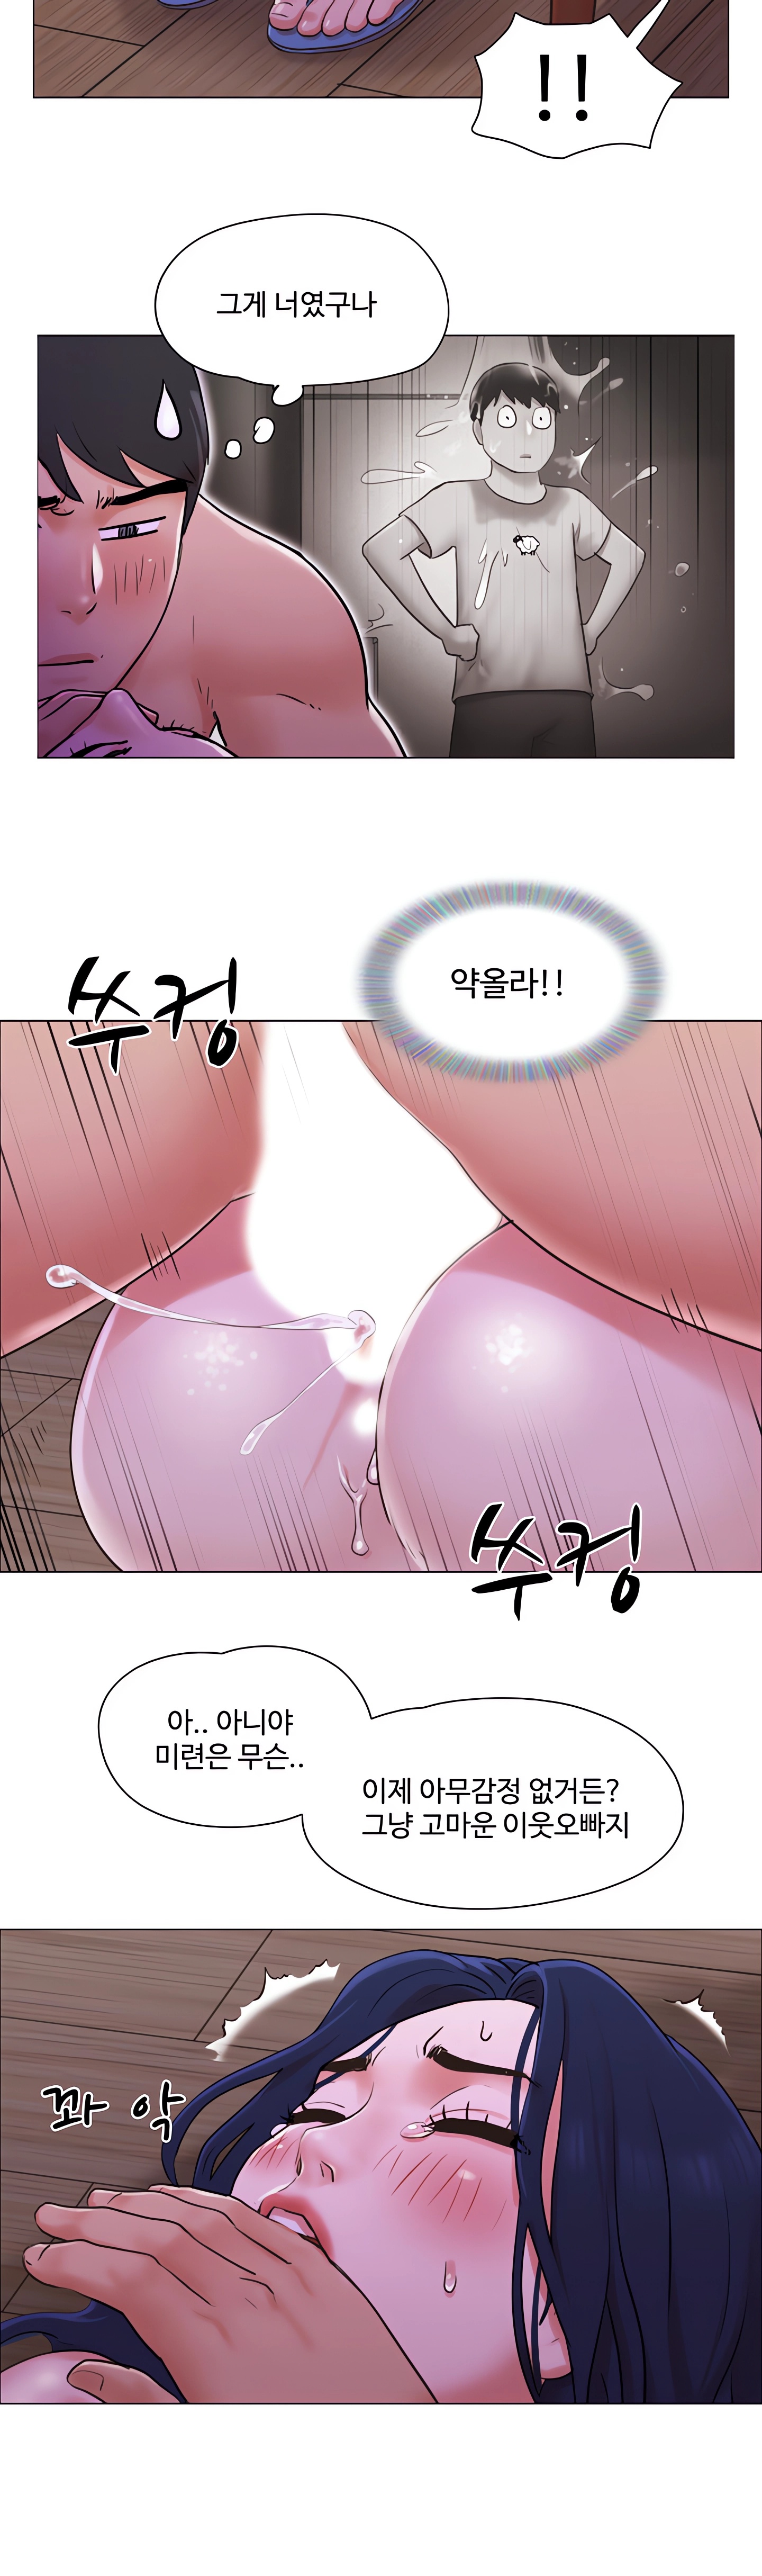 !!
그게 너였구나
약올라!!
쑤컹
쑤컹
아.. 아니야
미련은 무슨..
이제 아무감정 없거든?
그냥 고마운 이웃오빠지
꽈악